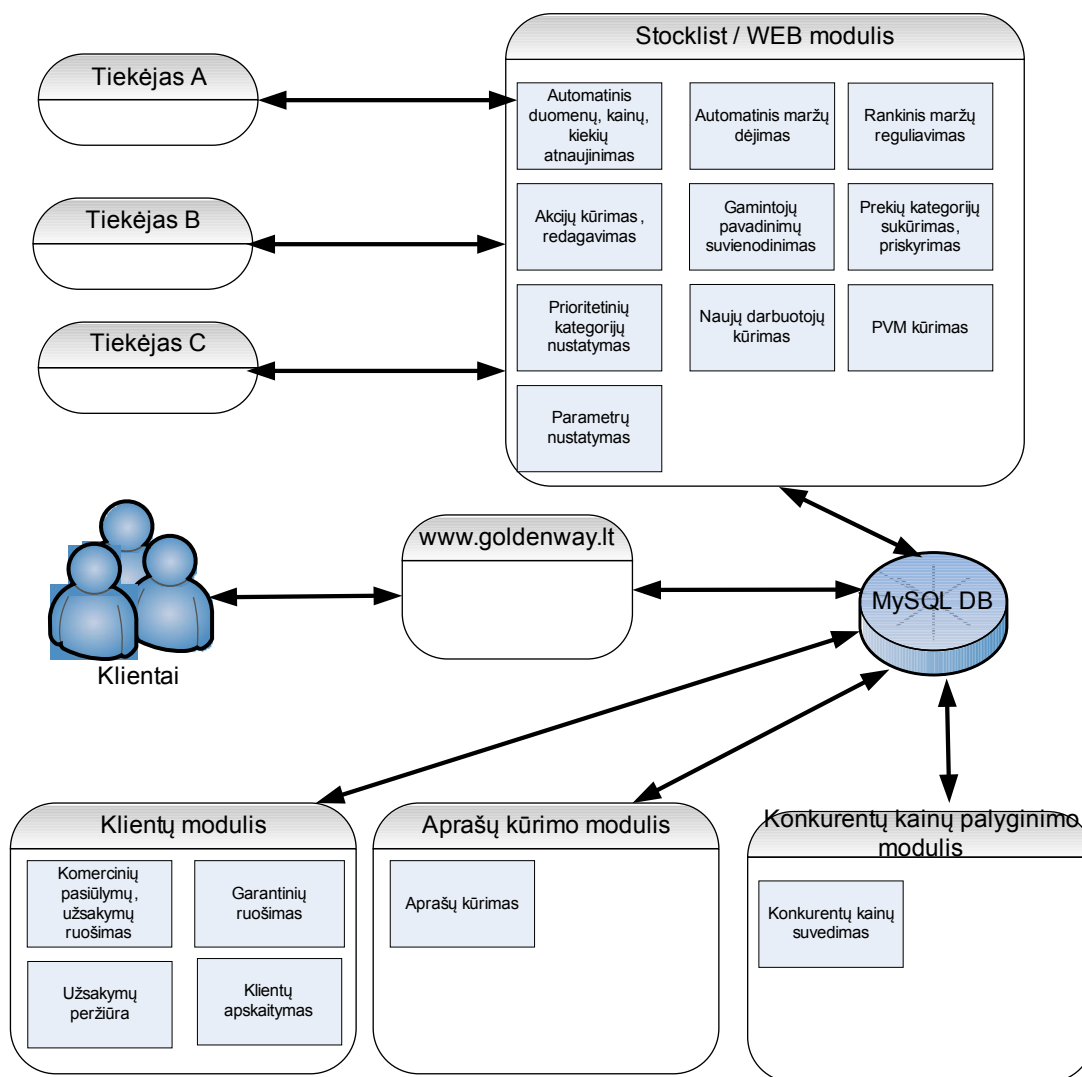 Stocklist / WEB modulis
Tiekėjas A
Automatinis
duomenų, kainų,
kiekių
atnaujinimas
Automatinis maržų
dėjimas
Rankinis maržų
reguliavimas
Tiekėjas B
Akcijų kūrimas ,
redagavimas
Gamintojų
pavadinimų
suvienodinimas
Prekių kategorijų
sukūrimas,
priskyrimas
Tiekėjas C
Prioritetinių
kategorijų
nustatymas
Naujų darbuotojų
kūrimas
PVM kūrimas
Parametrų
nustatymas
www.goldenway.lt
MySQL DB
Klientai
Klientų modulis
Komercinių
pasiūlymų ,
užsakymų
ruošimas
Garantinių
ruošimas
Užsakymų
peržiūra
Klientų
apskaitymas
Aprašų kūrimo modulis
Aprašų kūrimas
Konkurentų kainų palyginimo
modulis
Konkurentų kainų
suvedimas